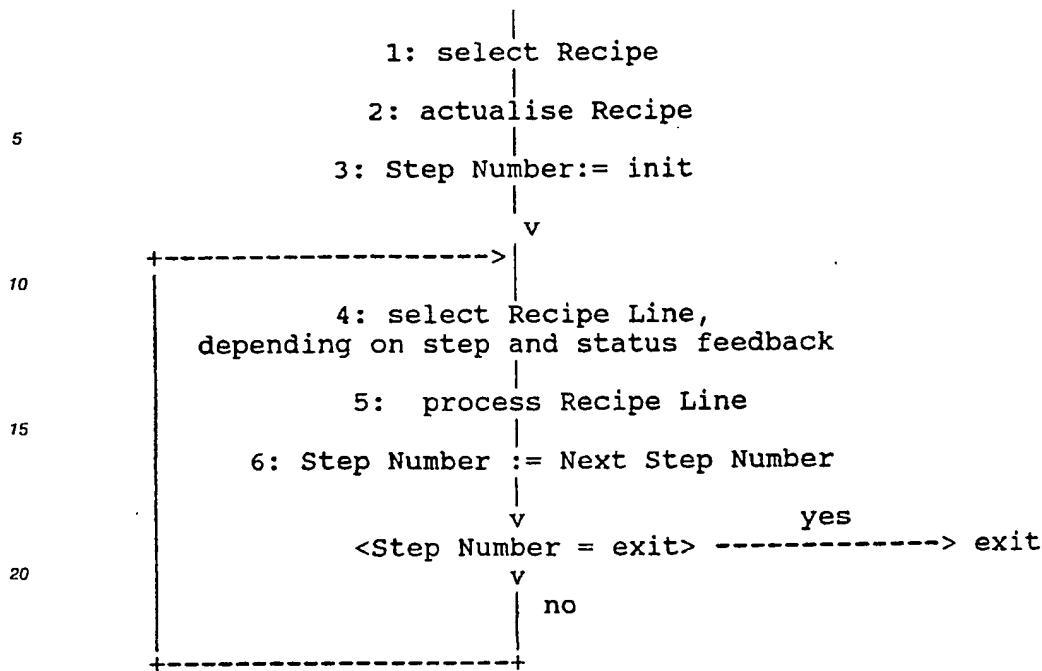 1: select Recipe
2: actualise Recipe
5
3: Step Number:= init
v
10
4: select Recipe Line,
depending on step and status feedback
5: process Recipe Line
15
6: Step Number := Next Step Number
v
yes
<Step Number = exit> -------------> exit
20
v
no